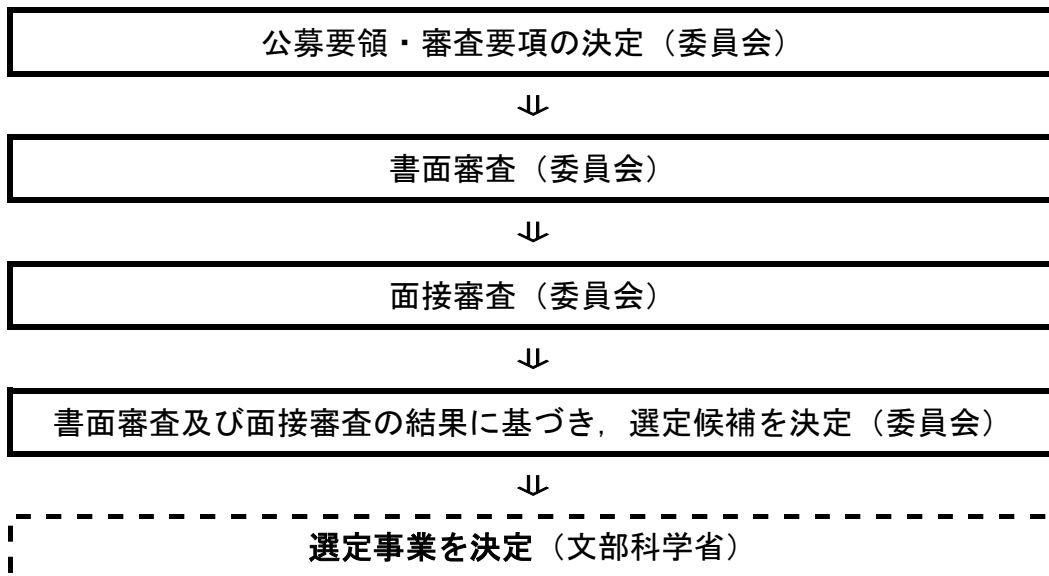 公募要領・審査要項の決定（委員会）
⇓
書面審査（委員会）
⇓
面接審査（委員会）
⇓
書面審査及び面接審査の結果に基づき，選定候補を決定（委員会）
⇓
選定事業を決定（文部科学省）